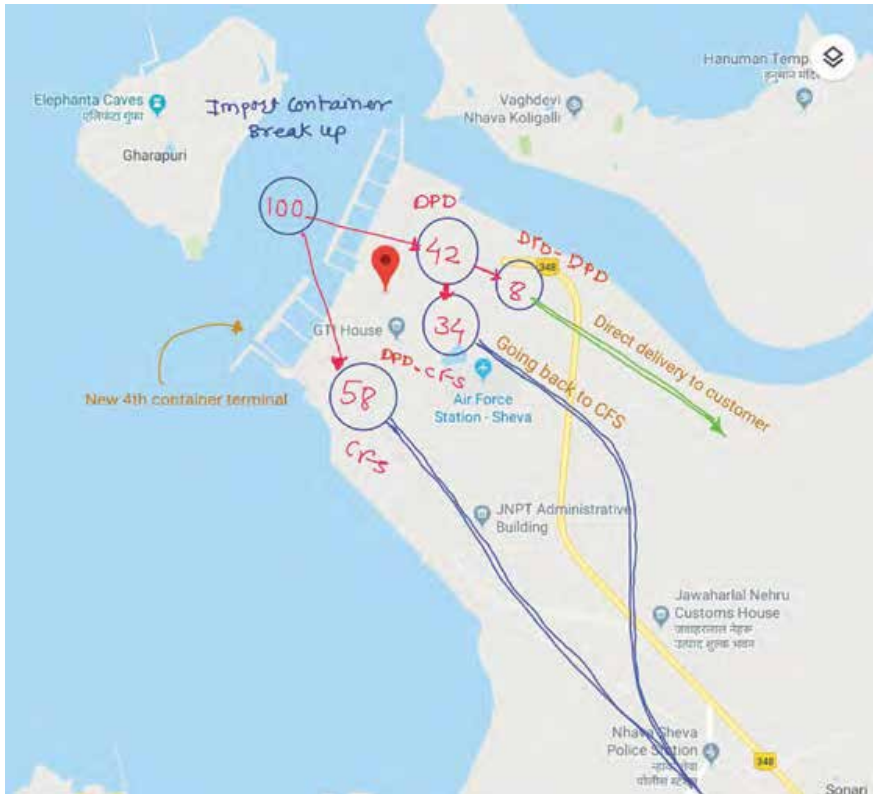 Hanuman Temp
हनुमान मंदि
Elephanta Caves
एलिफेंटा गुफा
Gharapuri
Import Container
Break up
Vaghdevi
Nhava Koligalli
100
DPD
42
DPD-DPD
348
8
34
GTI House
DPD-CFS
58
CFS
Air Force
Station - Sheva
Going back to CFS
Direct delivery to customer
New 4th container terminal
JNPT Administrative
Building
Jawaharlal Nehru
Customs House
जवाहरलाल नेहरू
उत्पाद शुल्क भवन
Nhava Sheva
Police Station
न्हावा शेवा
पोलीस स्टेशन
348
Sonari